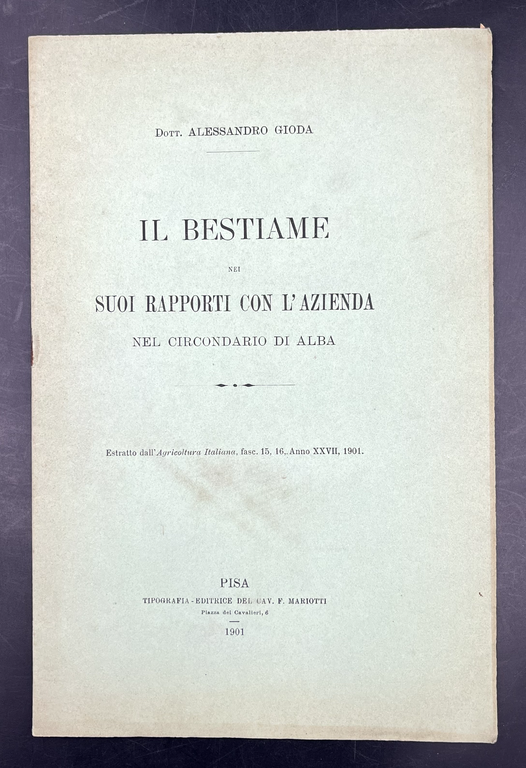 Dott. ALESSANDRO GIODA
IL BESTIAME
NEI
SUOI RAPPORTI CON L'AZIENDA
NEL CIRCONDARIO DI ALBA
Estratto dall'Agricoltura Italiana, fasc. 15, 16, Anno XXVII, 1901.
PISA
TIPOGRAFIA-EDITRICE DEL CAV. F. MARIOTTI
Piazza dei Cavalieri, 6
1901